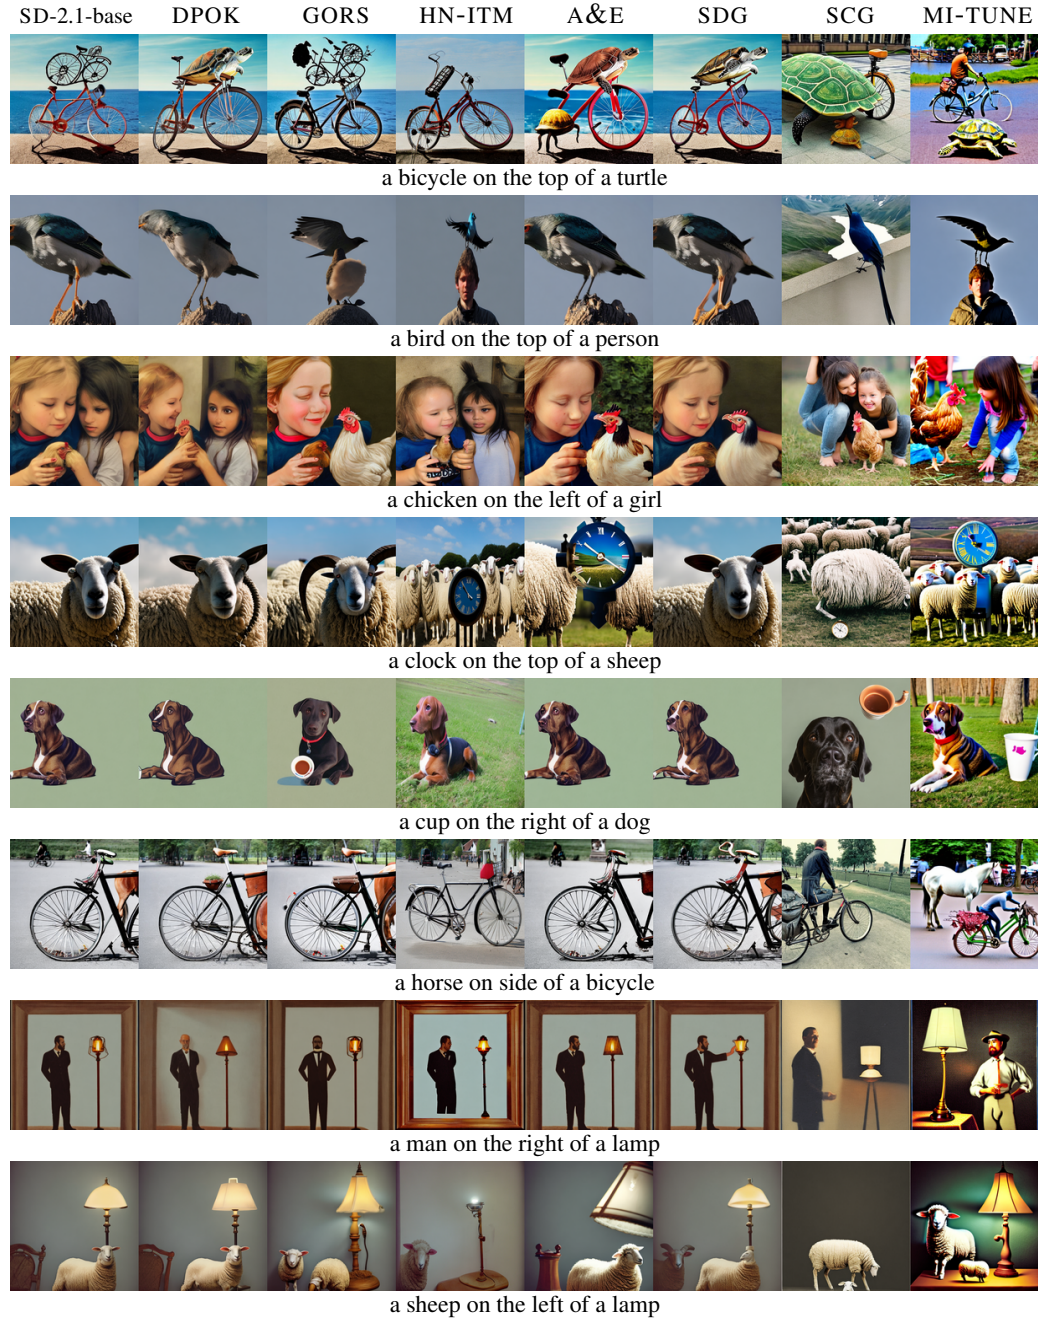 SD-2.1-base DPOK GORS HN-ITM A&E SDG SCG MI-TUNE
a bicycle on the top of a turtle
a bird on the top of a person
a chicken on the left of a girl
a clock on the top of a sheep
a cup on the right of a dog
a horse on side of a bicycle
a man on the right of a lamp
a sheep on the left of a lamp